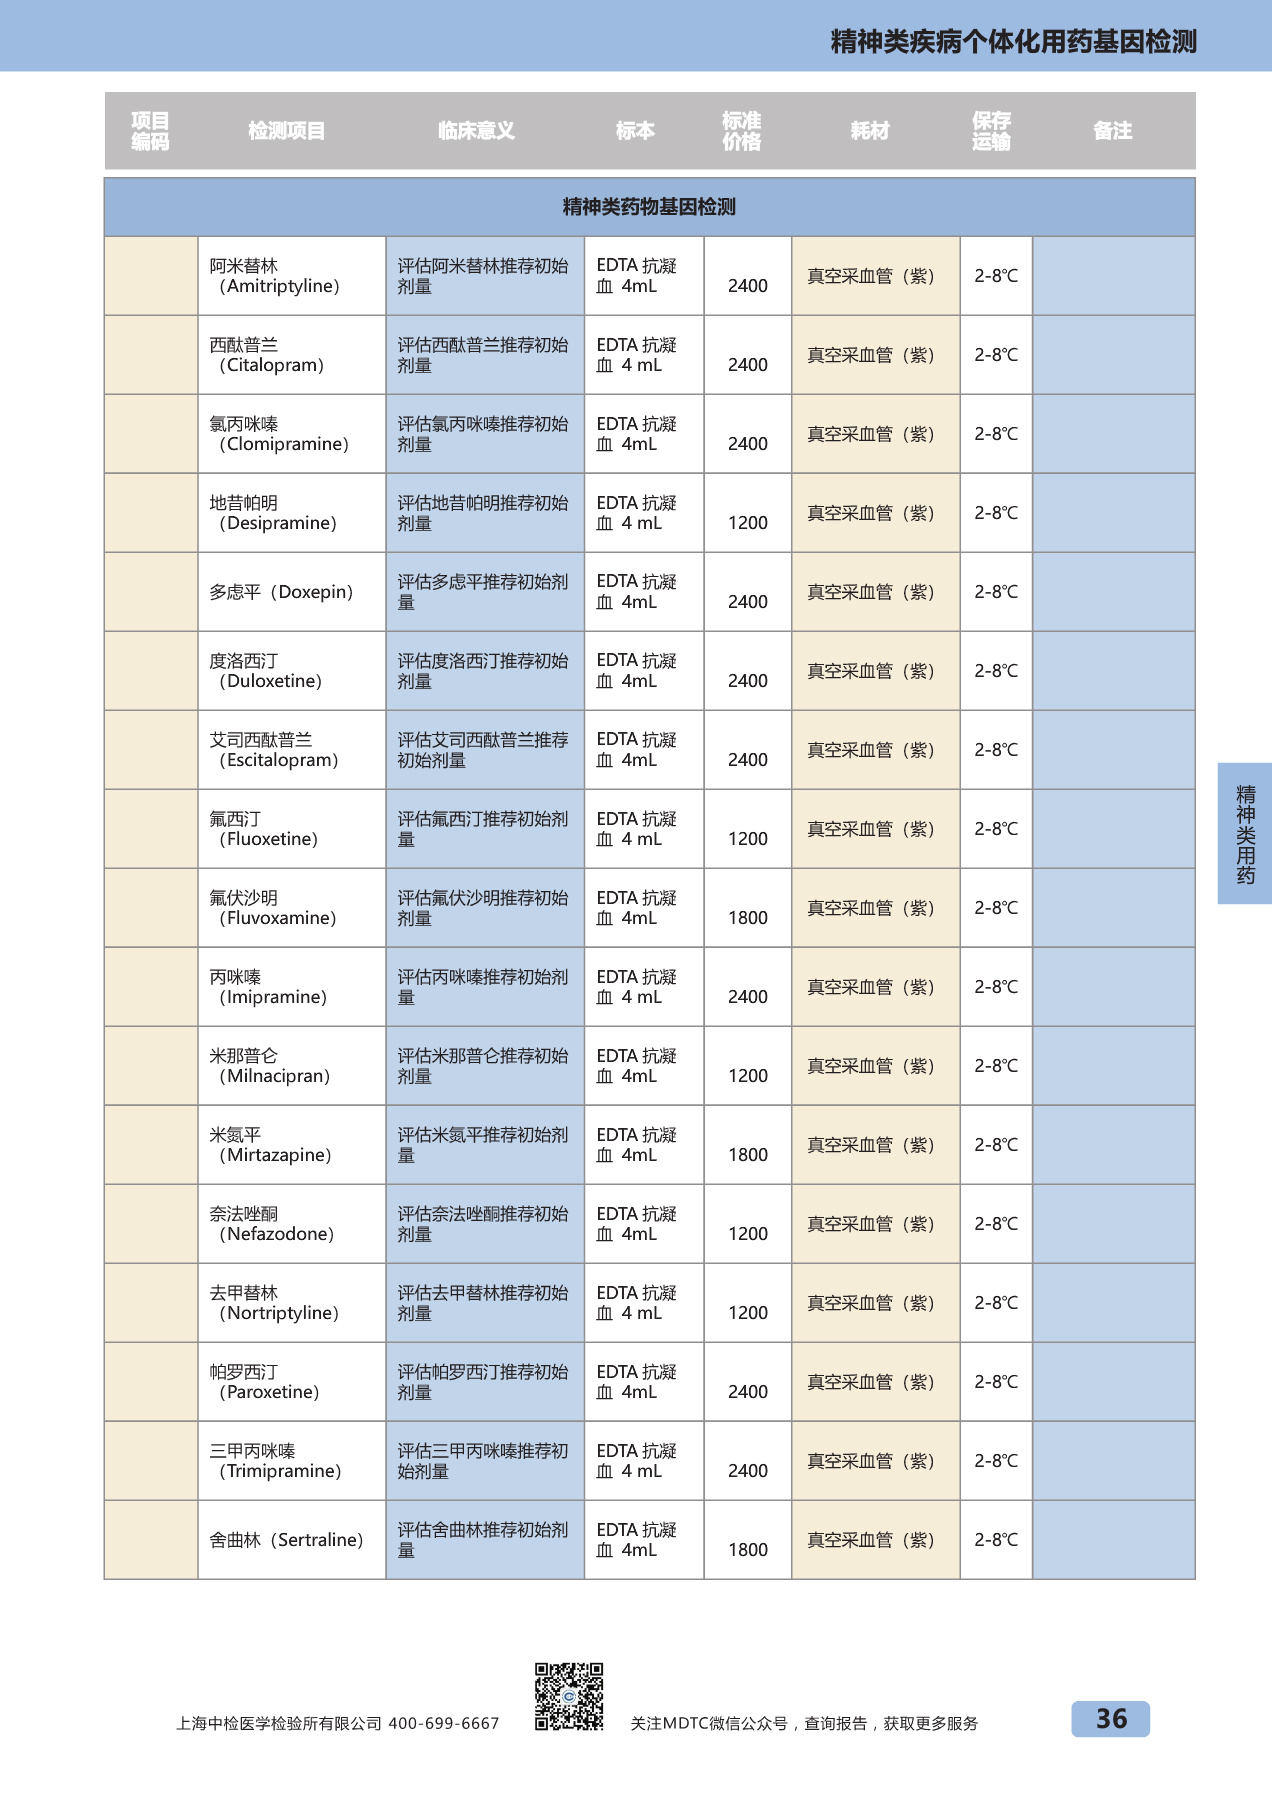 精神类疾病个体化用药基因检测
项目编码 检测项目 临床意义 标本 标准价格 耗材 保存运输 备注
精神类药物基因检测
阿米替林 评估阿米替林推荐初始 EDTA 抗凝
（Amitriptyline） 剂量 血 4mL 2400 真空采血管（紫） 2-8℃
西酞普兰 评估西酞普兰推荐初始 EDTA 抗凝
（Citalopram） 剂量 血 4 mL 2400 真空采血管（紫） 2-8℃
氯丙咪嗪 评估氯丙咪嗪推荐初始 EDTA 抗凝
（Clomipramine） 剂量 血 4mL 2400 真空采血管（紫） 2-8℃
地昔帕明 评估地昔帕明推荐初始 EDTA 抗凝
（Desipramine） 剂量 血 4 mL 1200 真空采血管（紫） 2-8℃
多虑平（Doxepin） 评估多虑平推荐初始剂 EDTA 抗凝
量 血 4mL 2400 真空采血管（紫） 2-8℃
度洛西汀 评估度洛西汀推荐初始 EDTA 抗凝
（Duloxetine） 剂量 血 4mL 2400 真空采血管（紫） 2-8℃
艾司西酞普兰 评估艾司西酞普兰推荐 EDTA 抗凝
（Escitalopram） 初始剂量 血 4mL 2400 真空采血管（紫） 2-8℃
氟西汀 评估氟西汀推荐初始剂 EDTA 抗凝
（Fluoxetine） 量 血 4 mL 1200 真空采血管（紫） 2-8℃
氟伏沙明 评估氟伏沙明推荐初始 EDTA 抗凝
（Fluvoxamine） 剂量 血 4mL 1800 真空采血管（紫） 2-8℃
丙咪嗪 评估丙咪嗪推荐初始剂 EDTA 抗凝
（Imipramine） 量 血 4 mL 2400 真空采血管（紫） 2-8℃
米那普仑 评估米那普仑推荐初始 EDTA 抗凝
（Milnacipran） 剂量 血 4mL 1200 真空采血管（紫） 2-8℃
米氮平 评估米氮平推荐初始剂 EDTA 抗凝
（Mirtazapine） 量 血 4mL 1800 真空采血管（紫） 2-8℃
奈法唑酮 评估奈法唑酮推荐初始 EDTA 抗凝
（Nefazodone） 剂量 血 4mL 1200 真空采血管（紫） 2-8℃
去甲替林 评估去甲替林推荐初始 EDTA 抗凝
（Nortriptyline） 剂量 血 4 mL 1200 真空采血管（紫） 2-8℃
帕罗西汀 评估帕罗西汀推荐初始 EDTA 抗凝
（Paroxetine） 剂量 血 4mL 2400 真空采血管（紫） 2-8℃
三甲丙咪嗪 评估三甲丙咪嗪推荐初 EDTA 抗凝
（Trimipramine） 始剂量 血 4 mL 2400 真空采血管（紫） 2-8℃
舍曲林（Sertraline） 评估舍曲林推荐初始剂 EDTA 抗凝
量 血 4mL 1800 真空采血管（紫） 2-8℃
精神类用药
上海中检医学检验所有限公司 400-699-6667 关注MDTC微信公众号，查询报告，获取更多服务 36